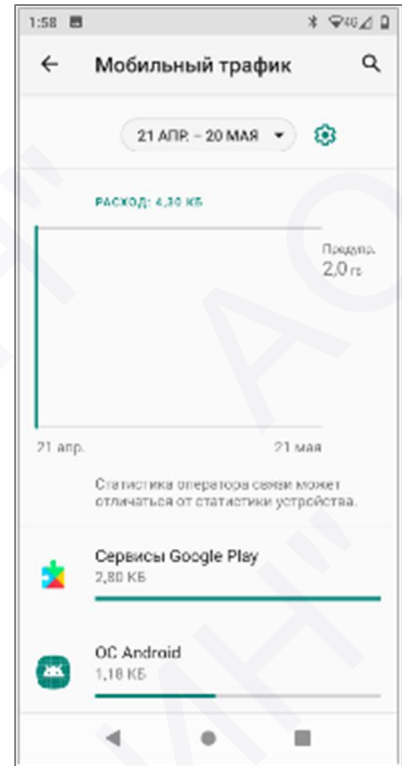 1:58
4G
Мобильный трафик
21 АПР. – 20 МАЯ
РАСХОД: 4,30 КБ
Предупр.
2,0 ГБ
21 апр.
21 мая
Статистика оператора связи может
отличаться от статистики устройства.
Сервисы Google Play
2,80 КБ
ОС Android
1,18 КБ